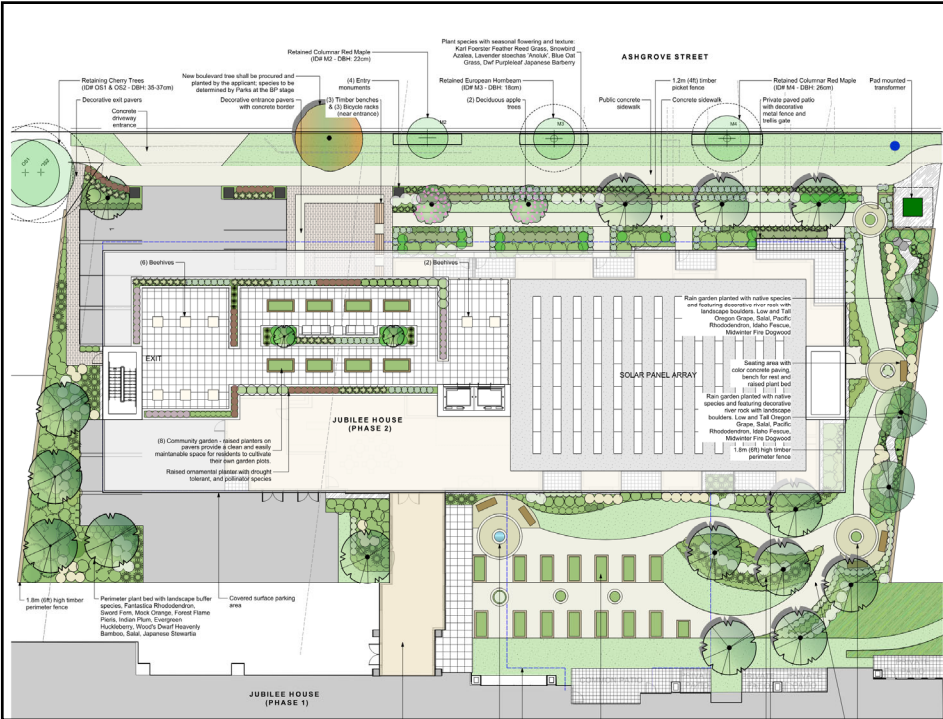 ASHGROVE STREET
Plant species with seasonal flowering and texture:
Karl Foerster Feather Reed Grass, Snowbird
Azalea, Lavender stoechas 'Anouk', Blue Oat
Grass, Dwf Purpleleaf Japanese Barberry
Retained Columnar Red Maple
(ID# M2 - DBH: 22cm)
Retaining Cherry Trees
(ID# OS1 & OS2 - DBH: 35-37cm)
Decorative exit pavers
Concrete
driveway
entrance
New boulevard tree shall be procured and
planted by the applicant; species to be
determined by Parks at the BP stage
Decorative entrance pavers
with concrete border
(4) Entry
monuments
(3) Timber benches
& (3) Bicycle racks
(near entrance)
Retained European Hornbeam
(ID# M3 - DBH: 18cm)
(2) Deciduous apple
trees
Public concrete
sidewalk
1.2m (4ft) timber
picket fence
Concrete sidewalk
Retained Columnar Red Maple
(ID# M4 - DBH: 26cm)
Private paved patio
with decorative
metal fence and
trellis gate
Pad mounted
transformer
OS1
OS2
M2
M3
M4
(6) Beehives
(2) Beehives
EXIT
SOLAR PANEL ARRAY
Rain garden planted with native species
and featuring decorative river rock with
landscape boulders. Low and Tall
Oregon Grape, Salal, Pacific
Rhododendron, Idaho Fescue,
Midwinter Fire Dogwood
Seating area with
color concrete paving,
bench for rest and
raised plant bed
Rain garden planted with native
species and featuring decorative
river rock with landscape
boulders. Low and Tall Oregon
Grape, Salal, Pacific
Rhododendron, Idaho Fescue,
Midwinter Fire Dogwood
1.8m (6ft) high timber
perimeter fence
JUBILEE HOUSE
(PHASE 2)
(8) Community garden - raised planters on
pavers provide a clean and easily
maintanable space for residents to cultivate
their own garden plots.
Raised ornamental planter with drought
tolerant, and pollinator species
1.8m (6ft) high timber
perimeter fence
Perimeter plant bed with landscape buffer
species, Fantastica Rhododendron,
Sword Fern, Mock Orange, Forest Flame
Pieris, Indian Plum, Evergreen
Huckleberry, Wood's Dwarf Heavenly
Bamboo, Salal, Japanese Stewartia
Covered surface parking
area
JUBILEE HOUSE
(PHASE 1)